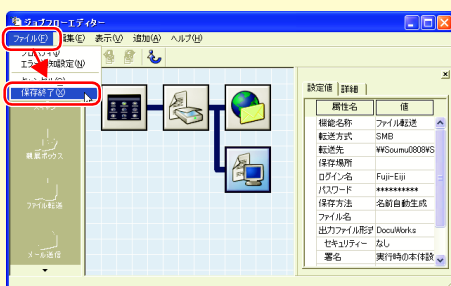 ジョブフローエディター
ファイル(F) 編集(E) 表示(V) 追加(A) ヘルプ(H)
エラー通知設定(N)
保存終了(X)
親展ボックス
ファイル転送
メール送信
設定値 詳細
属性名 値
機能名称 ファイル転送
転送方式 SMB
転送先 ¥¥Soumu0808¥S
保存場所
ログイン名 Fuji-Eiji
パスワード **********
保存方法 名前自動生成
ファイル名
出力ファイル形式 DocuWorks
セキュリティー なし
署名 実行時の本体設